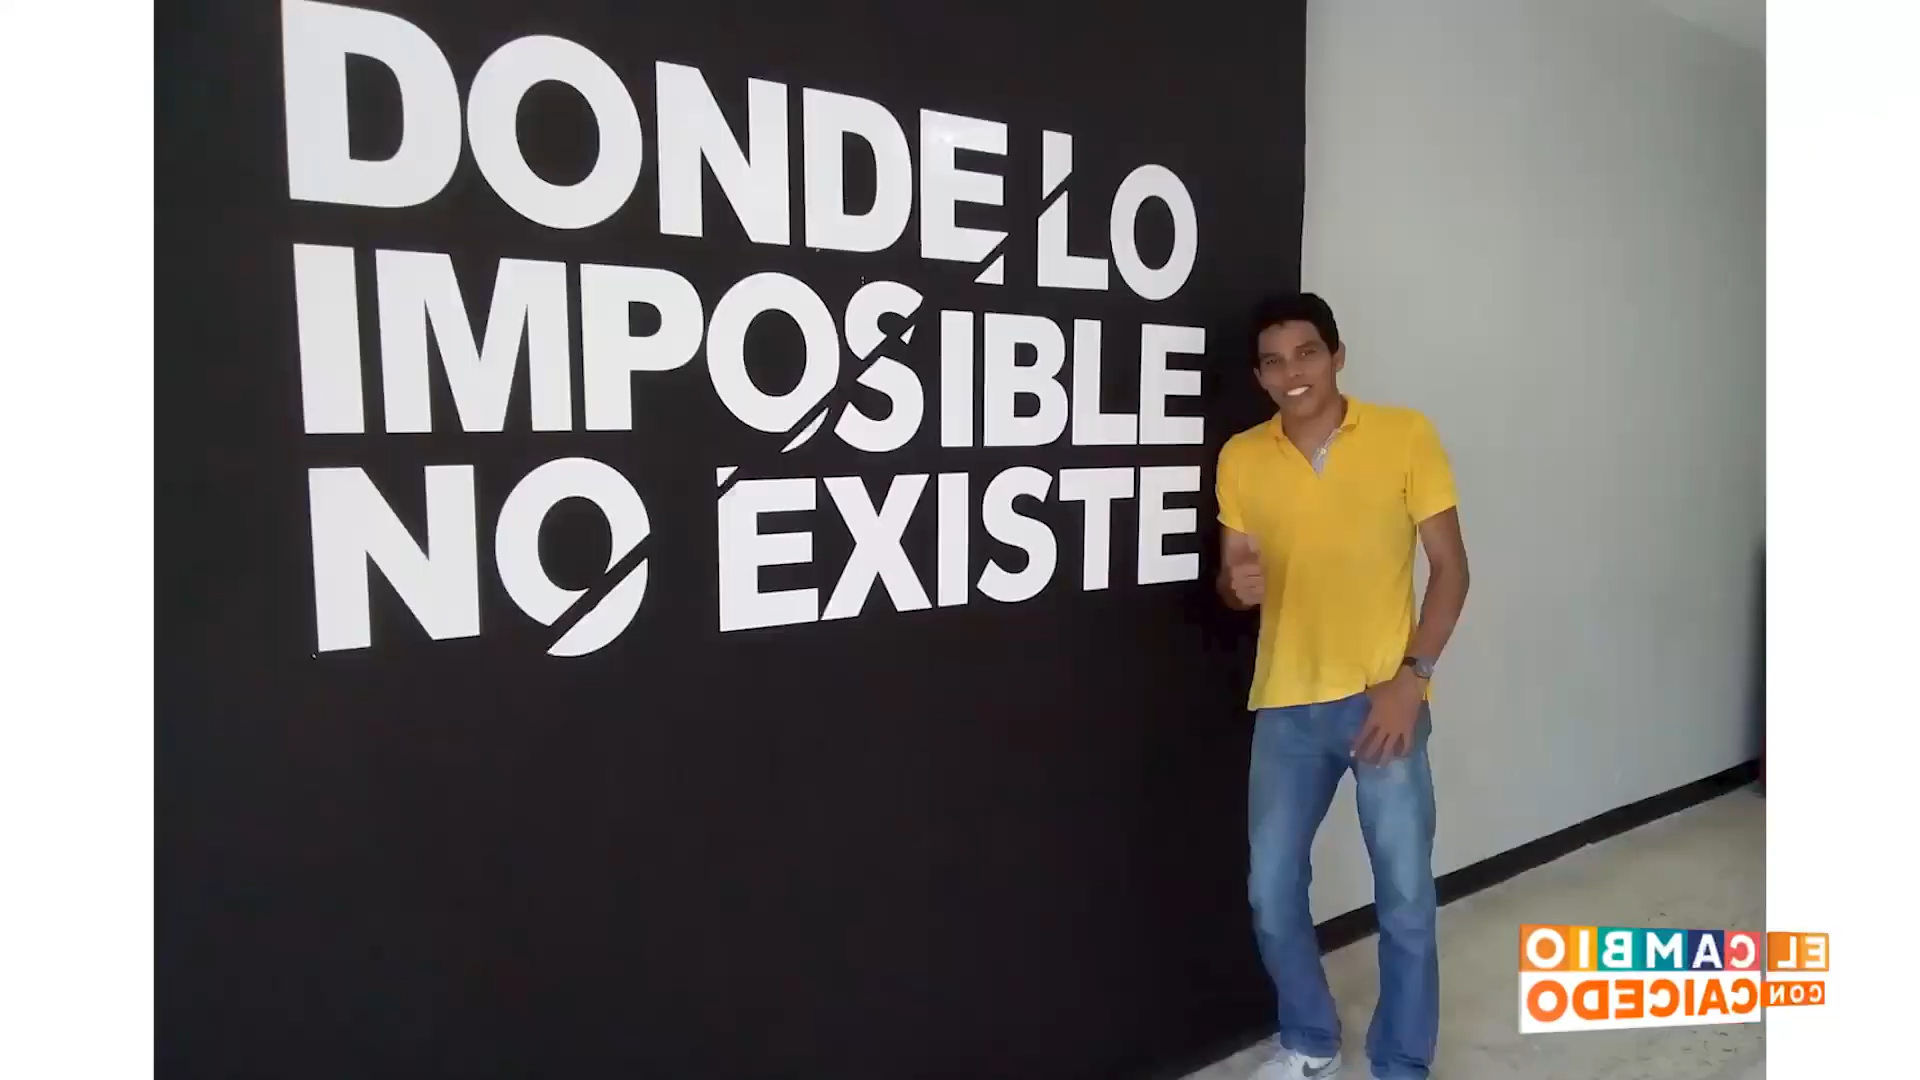 DONDE LO
IMPOSIBLE
NO EXISTE
EL CAMBIO
CON CAICEDO